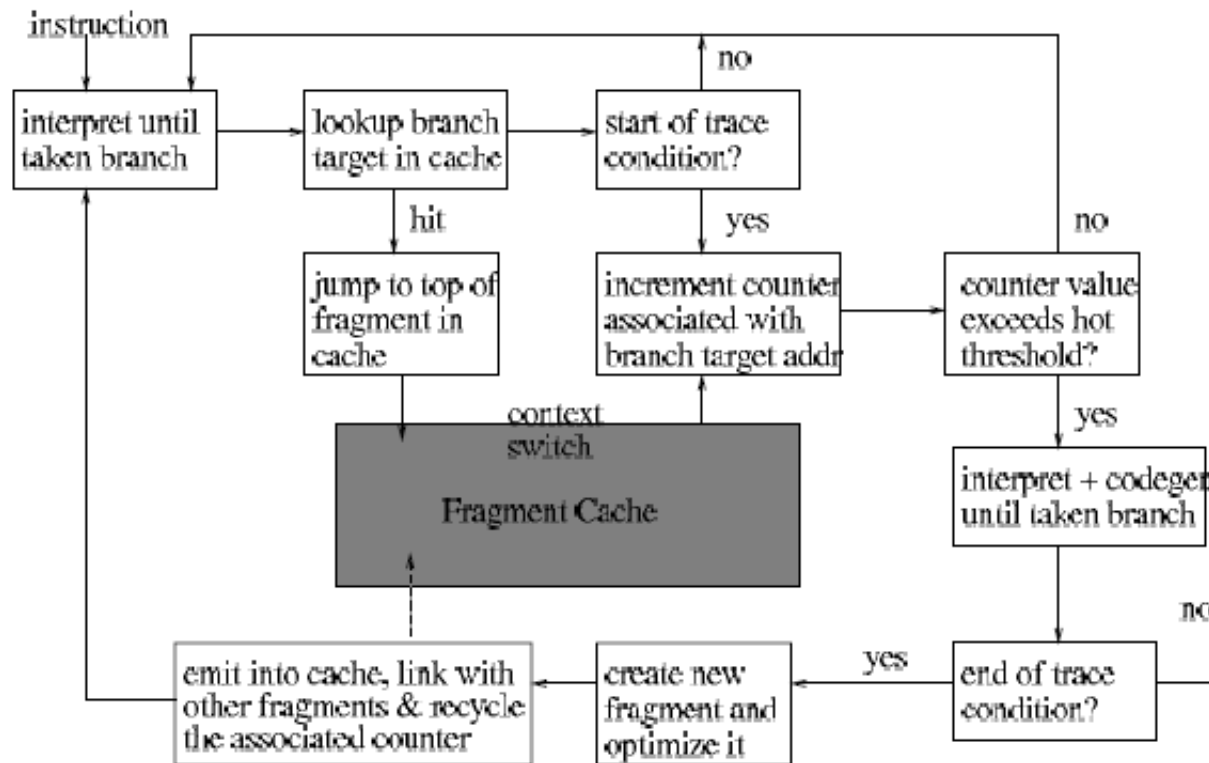 instruction
no
interpret until
taken branch
lookup branch
target in cache
start of trace
condition?
hit
yes
no
jump to top of
fragment in
cache
increment counter
associated with
branch target addr
counter value
exceeds hot
threshold?
context
switch
yes
Fragment Cache
interpret + codeger
until taken branch
no
emit into cache, link with
other fragments & recycle
the associated counter
create new
fragment and
optimize it
yes
end of trace
condition?